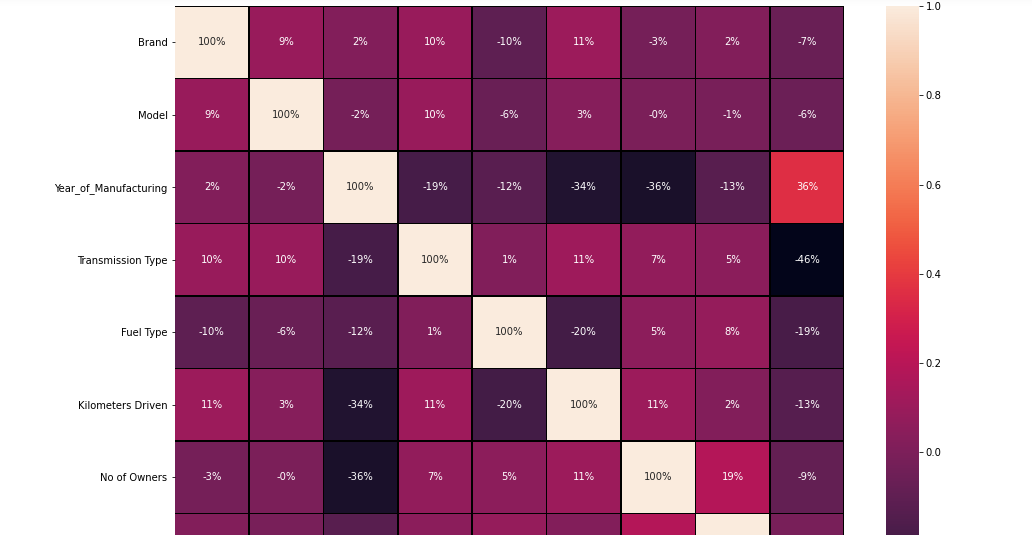 Brand 100% 9% 2% 10% -10% 11% -3% 2% -7%
Model 9% 100% -2% 10% -6% 3% -0% -1% -6%
Year_of_Manufacturing 2% -2% 100% -19% -12% -34% -36% -13% 36%
Transmission Type 10% 10% -19% 100% 1% 11% 7% 5% -46%
Fuel Type -10% -6% -12% 1% 100% -20% 5% 8% -19%
Kilometers Driven 11% 3% -34% 11% -20% 100% 11% 2% -13%
No of Owners -3% -0% -36% 7% 5% 11% 100% 19% -9%
1.0
0.8
0.6
0.4
0.2
0.0